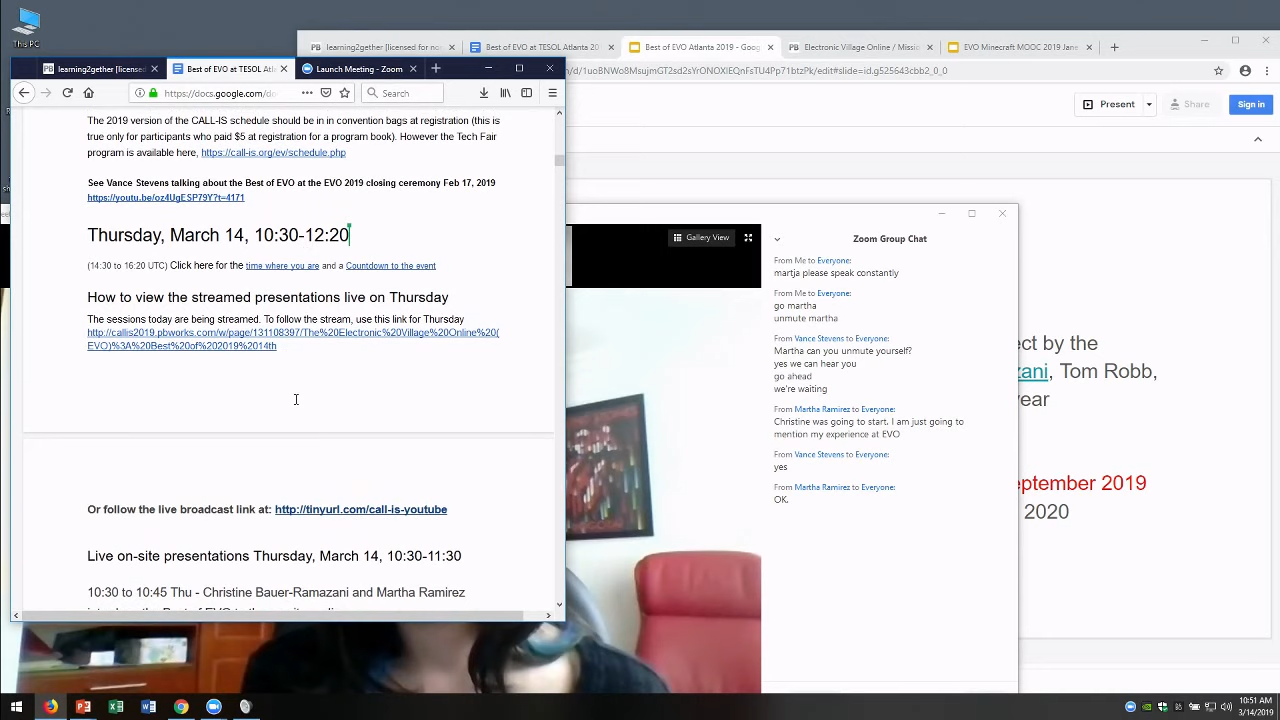 This PC
learning2gether [licensed for no
Best of EVO at TESOL Atlanta 20
Best of EVO Atlanta 2019 - Goog
Electronic Village Online / Missio
EVO Minecraft MOOC 2019 Jane
d/1uoBNWo8MsujmGT2sd2sYrONOtIEQnFsTU4Pp71btzPk/edit#slide=id.g525643cbb2_0_0
Present
Share
Sign in
learning2gether [licensed
Best of EVO at TESOL Atl
Launch Meeting - Zoom
https://docs.google.com/do
Search
The 2019 version of the CALL-IS schedule should be in in convention bags at registration (this is
true only for participants who paid $5 at registration for a program book). However the Tech Fair
program is available here, https://call-is.org/ev/schedule.php
See Vance Stevens talking about the Best of EVO at the EVO 2019 closing ceremony Feb 17, 2019
https://youtu.be/oz4UgESP79Y?t=4171
Thursday, March 14, 10:30-12:20
(14:30 to 16:20 UTC) Click here for the time where you are and a Countdown to the event
How to view the streamed presentations live on Thursday
The sessions today are being streamed. To follow the stream, use this link for Thursday
http://callis2019.pbworks.com/w/page/131108397/The%20Electronic%20Village%20Online%20(
EVO)%3A%20Best%20of%202019%2014th
Or follow the live broadcast link at: http://tinyurl.com/call-is-youtube
Live on-site presentations Thursday, March 14, 10:30-11:30
10:30 to 10:45 Thu - Christine Bauer-Ramazani and Martha Ramirez
Gallery View
Zoom Group Chat
From Me to Everyone:
martja please speak constantly
From Me to Everyone:
go martha
unmute martha
From Vance Stevens to Everyone:
Martha can you unmute yourself?
yes we can hear you
go ahead
we're waiting
From Martha Ramirez to Everyone:
Christine was going to start. I am just going to
mention my experience at EVO
From Vance Stevens to Everyone:
yes
From Martha Ramirez to Everyone:
OK.
ect by the
zani, Tom Robb,
year
eptember 2019
2020
10:51 AM
3/14/2019